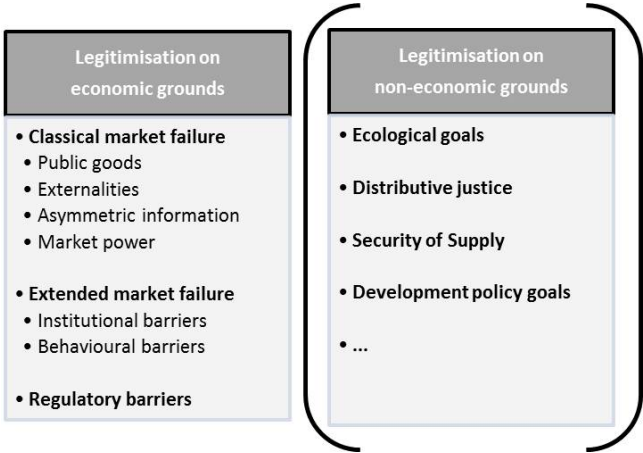 Legitimisation on
economic grounds
• Classical market failure
• Public goods
• Externalities
• Asymmetric information
• Market power
• Extended market failure
• Institutional barriers
• Behavioural barriers
• Regulatory barriers
Legitimisation on
non-economic grounds
• Ecological goals
• Distributive justice
• Security of Supply
• Development policy goals
• ...